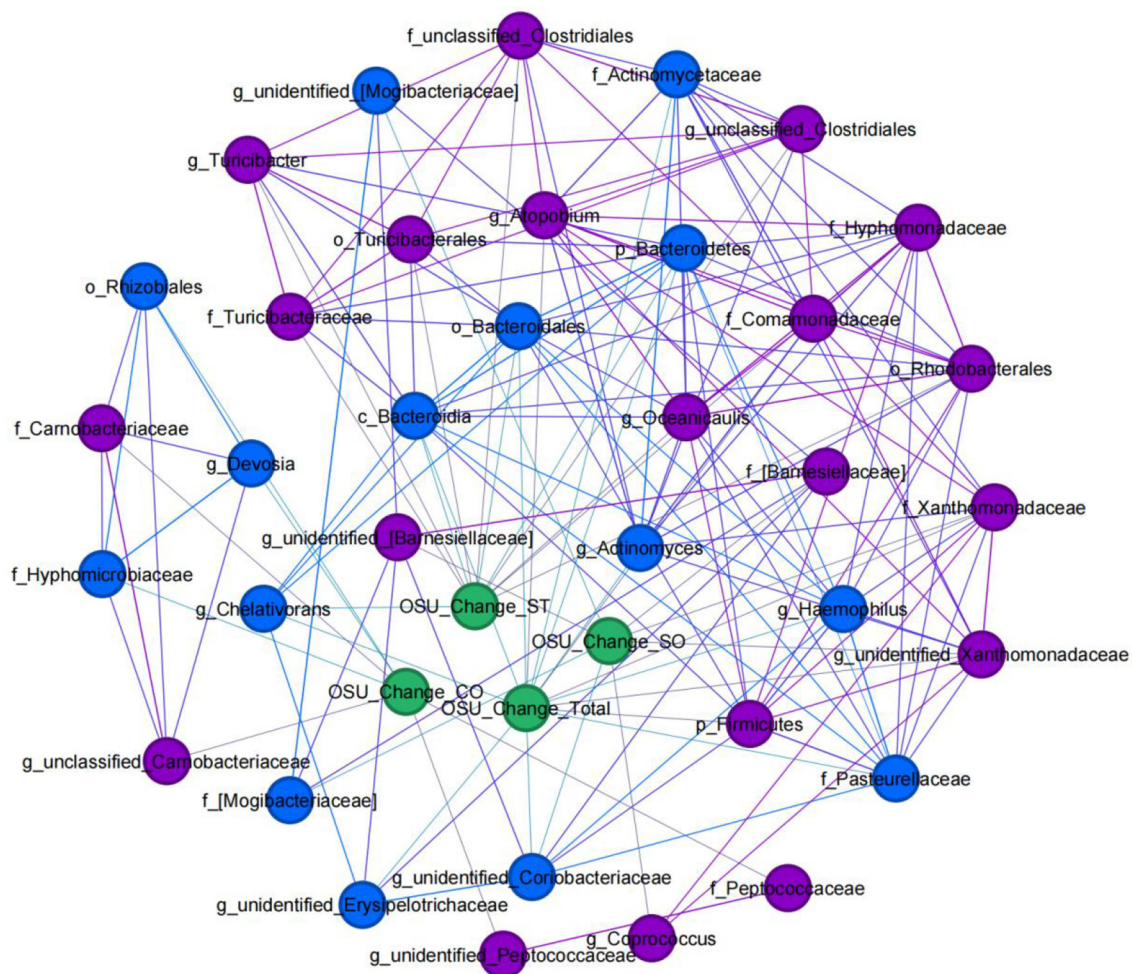 f_unclassified_Clostridiales
f_Actinomycetaceae
g_unidentified_[Mogibacteriaceae]
g_unclassified_Clostridiales
g_Turicibacter
g_Atopobium
f_Hyphomonadaceae
o_Turicibacterales
p_Bacteroidetes
o_Rhizobiales
f_Turicibacteraceae
o_Bacteroidales
f_Comamonadaceae
o_Rhodobacterales
c_Bacteroidia
g_Oceanicaulis
f_Carnobacteriaceae
g_Devosia
f_[Barnesiellaceae]
f_Xanthomonadaceae
g_unidentified_[Barnesiellaceae]
g_Actinomyces
f_Hyphomicrobiaceae
g_Chelativorans
OSU_Change_ST
g_Haemophilus
OSU_Change_SO
g_unidentified_Xanthomonadaceae
OSU_Change_CO
OSU_Change_Total
p_Firmicutes
g_unclassified_Carnobacteriaceae
f_Pasteurellaceae
f_[Mogibacteriaceae]
g_unidentified_Coriobacteriaceae
f_Peptococcaceae
g_unidentified_Erysipelotrichaceae
g_Coprococcus
g_unidentified_Peptococcaceae